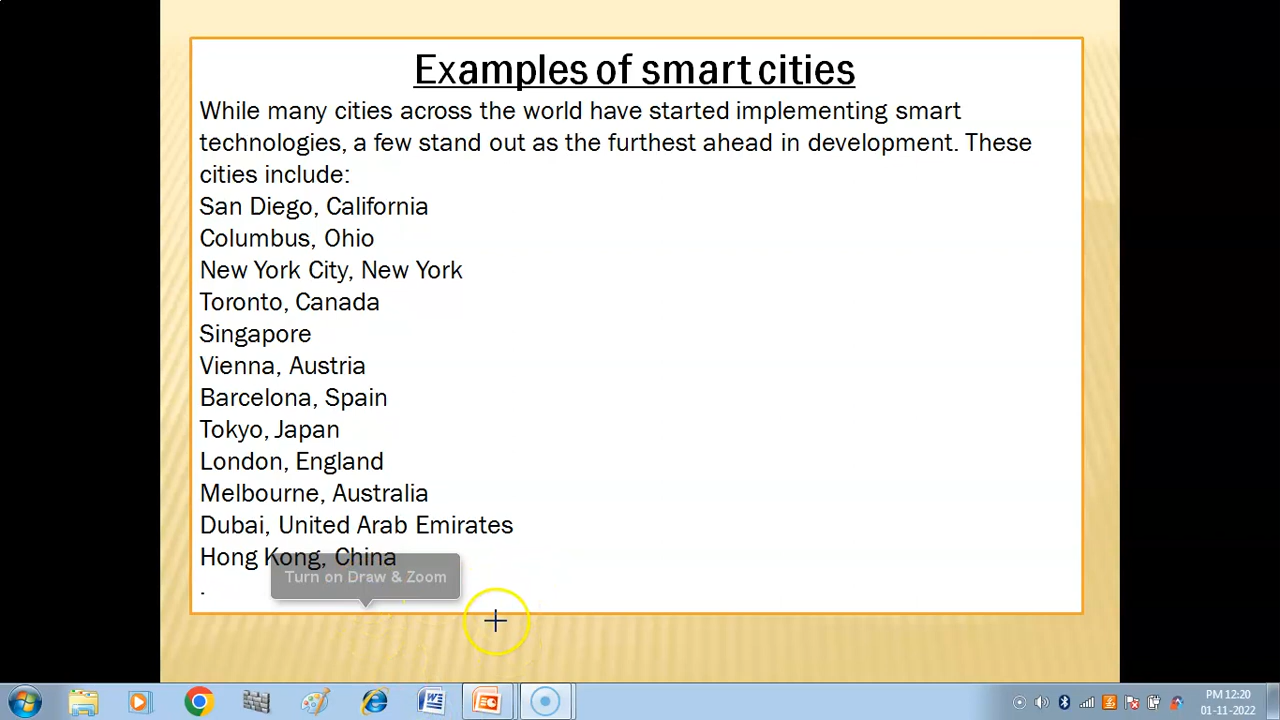 Examples of smart cities
While many cities across the world have started implementing smart
technologies, a few stand out as the furthest ahead in development. These
cities include:
San Diego, California
Columbus, Ohio
New York City, New York
Toronto, Canada
Singapore
Vienna, Austria
Barcelona, Spain
Tokyo, Japan
London, England
Melbourne, Australia
Dubai, United Arab Emirates
Hong Kong, China
Turn on Draw & Zoom
.
PM 12:20
01-11-2022